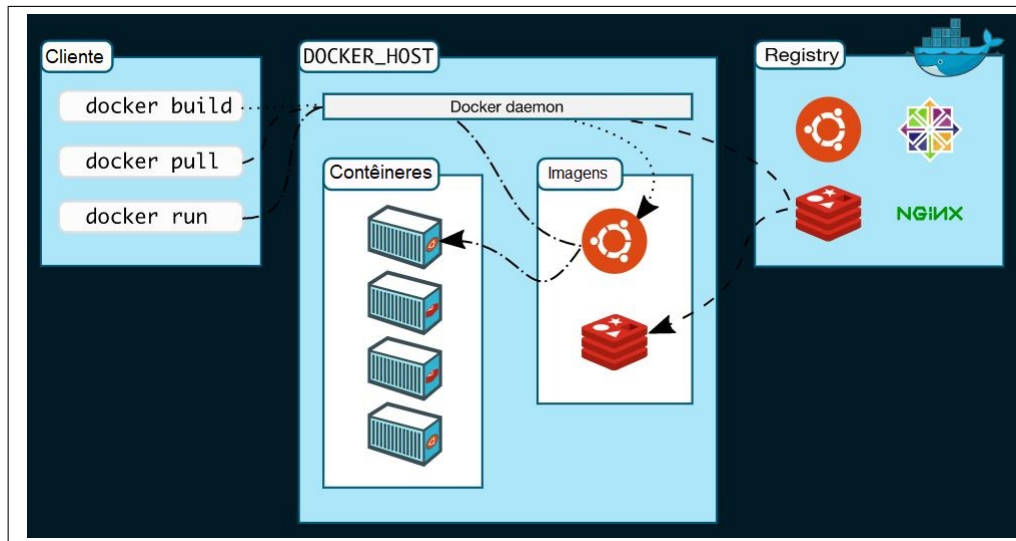 Cliente
docker build
docker pull
docker run
DOCKER_HOST
Docker daemon
Contêineres
Imagens
Registry
NGINX